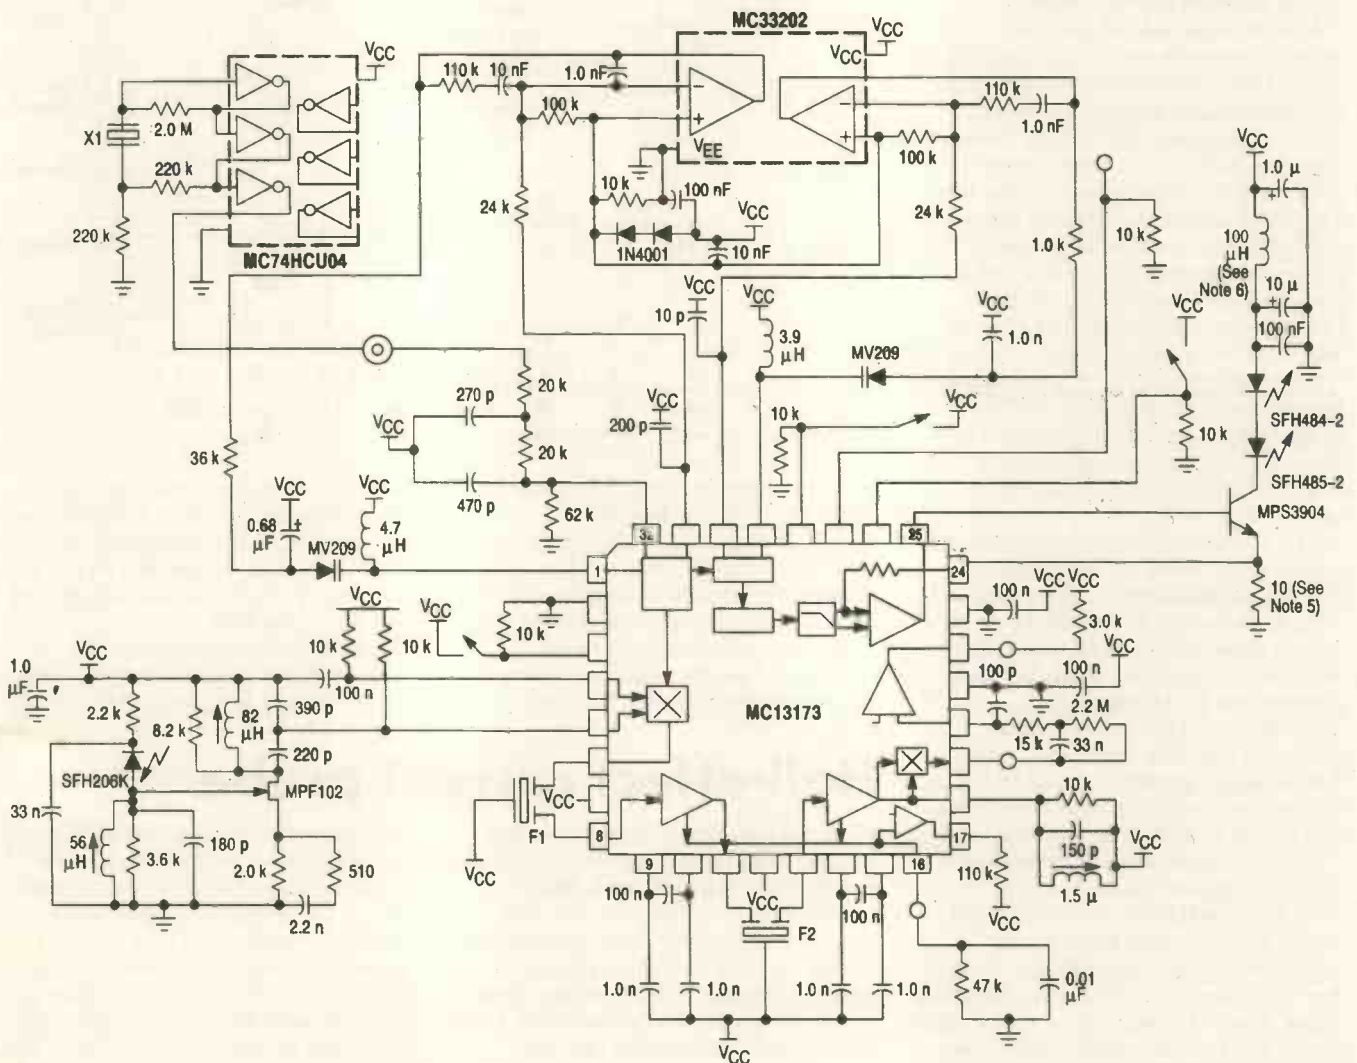 MC33202
VCC
VCC
VCC
110 k
10 nF
1.0 nF
110 k
1.0 nF
2.0 M
X1
100 k
VEE
100 k
VCC
1.0 µ
220 k
10 k
100 nF
VCC
24 k
24 k
220 k
1N4001
10 nF
1.0 k
10 k
100 µH (See Note 6)
MC74HCU04
VCC
10 p
VCC
VCC
VCC
10 µ
3.9 µH
MV209
1.0 n
100 nF
270 p
20 k
VCC
VCC
10 k
VCC
SFH484-2
200 p
10 k
36 k
20 k
SFH485-2
470 p
VCC
VCC
62 k
MPS3904
0.68 µF
4.7 µH
MV209
32
25
1
24
10 (See Note 5)
VCC
VCC
100 n
VCC
VCC
10 k
10 k
10 k
3.0 k
1.0 µF
VCC
100 n
100 p
100 n
VCC
2.2 k
8.2 k
82 µH
390 p
MC13173
2.2 M
220 p
15 k
33 n
SFH206K
MPF102
10 k
33 n
VCC
F1
8
17
150 p
VCC
56 µH
3.6 k
180 p
2.0 k
510
VCC
9
16
110 k
1.5 µ
100 n
VCC
100 n
VCC
2.2 n
F2
1.0 n
1.0 n
1.0 n
1.0 n
47 k
0.01 µF
VCC